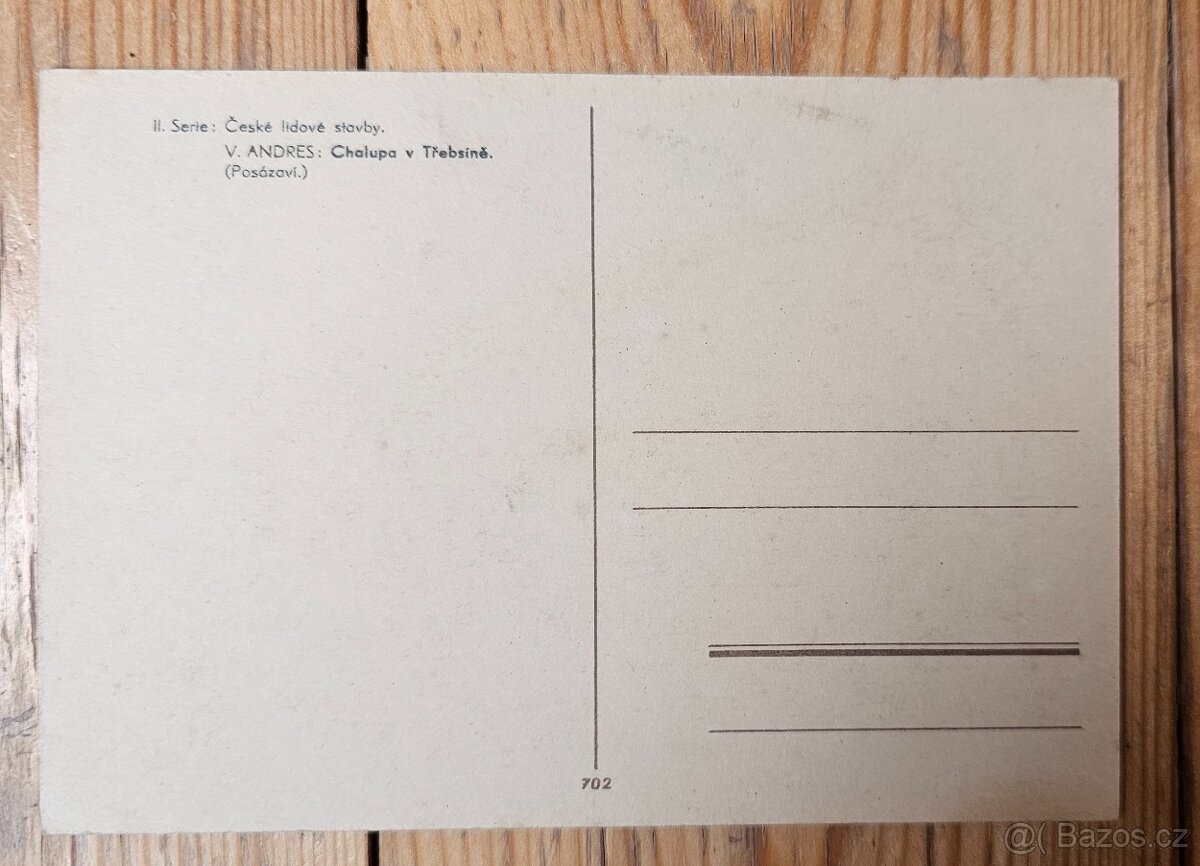 II. Serie: České lidové stavby.
V. ANDRES: Chalupa v Třebsíně.
(Posázaví.)
702
@( Bazos.cz